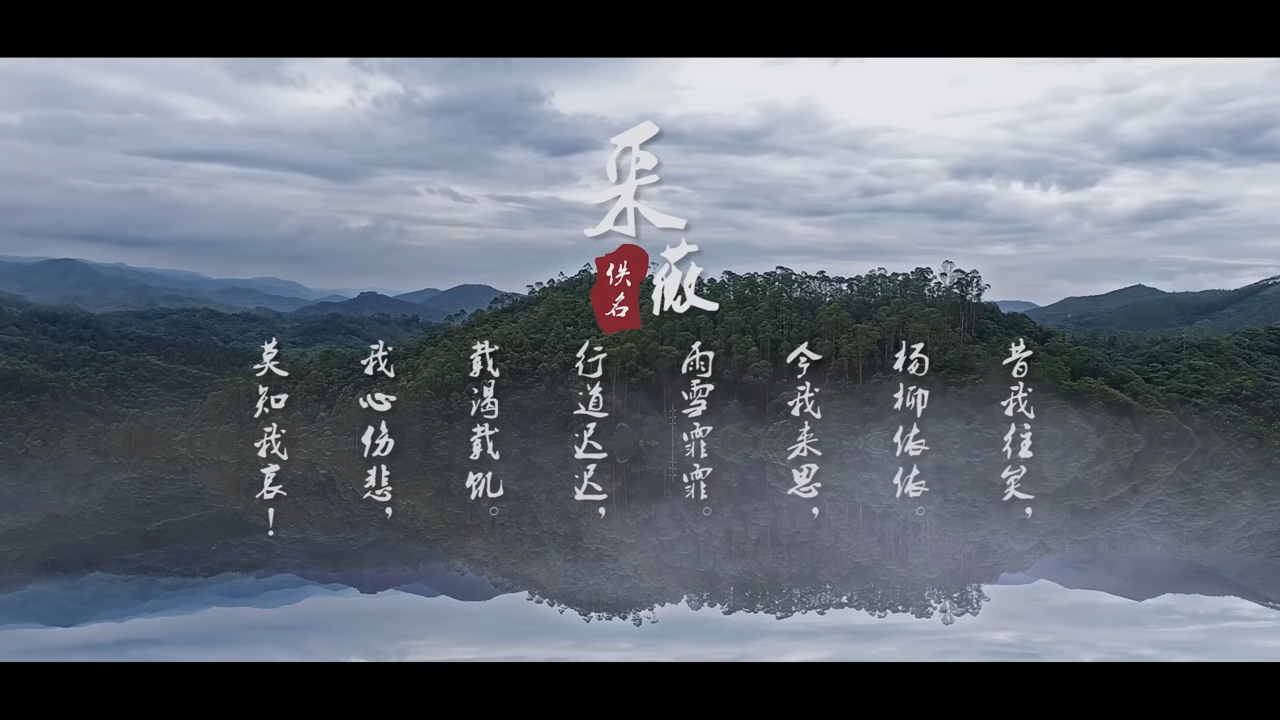 采薇
佚名
昔我往矣，
杨柳依依。
今我来思，
雨雪霏霏。
行道迟迟，
载渴载饥。
我心伤悲，
莫知我哀！